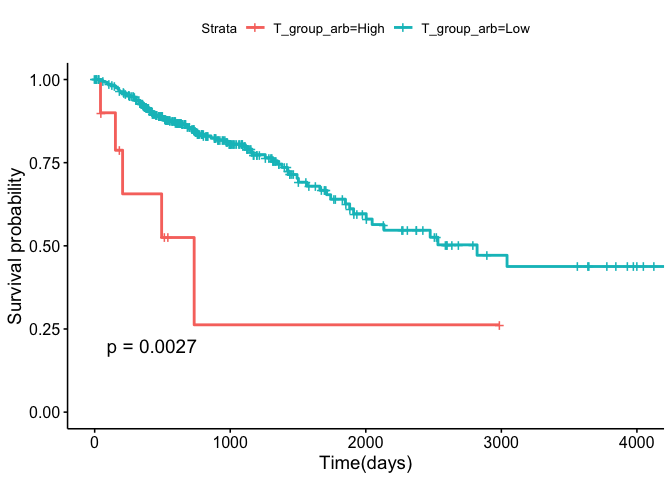 Strata T_group_arb=High T_group_arb=Low
1.00
0.75
0.50
0.25
0.00
Survival probability
p = 0.0027
0 1000 2000 3000 4000
Time(days)